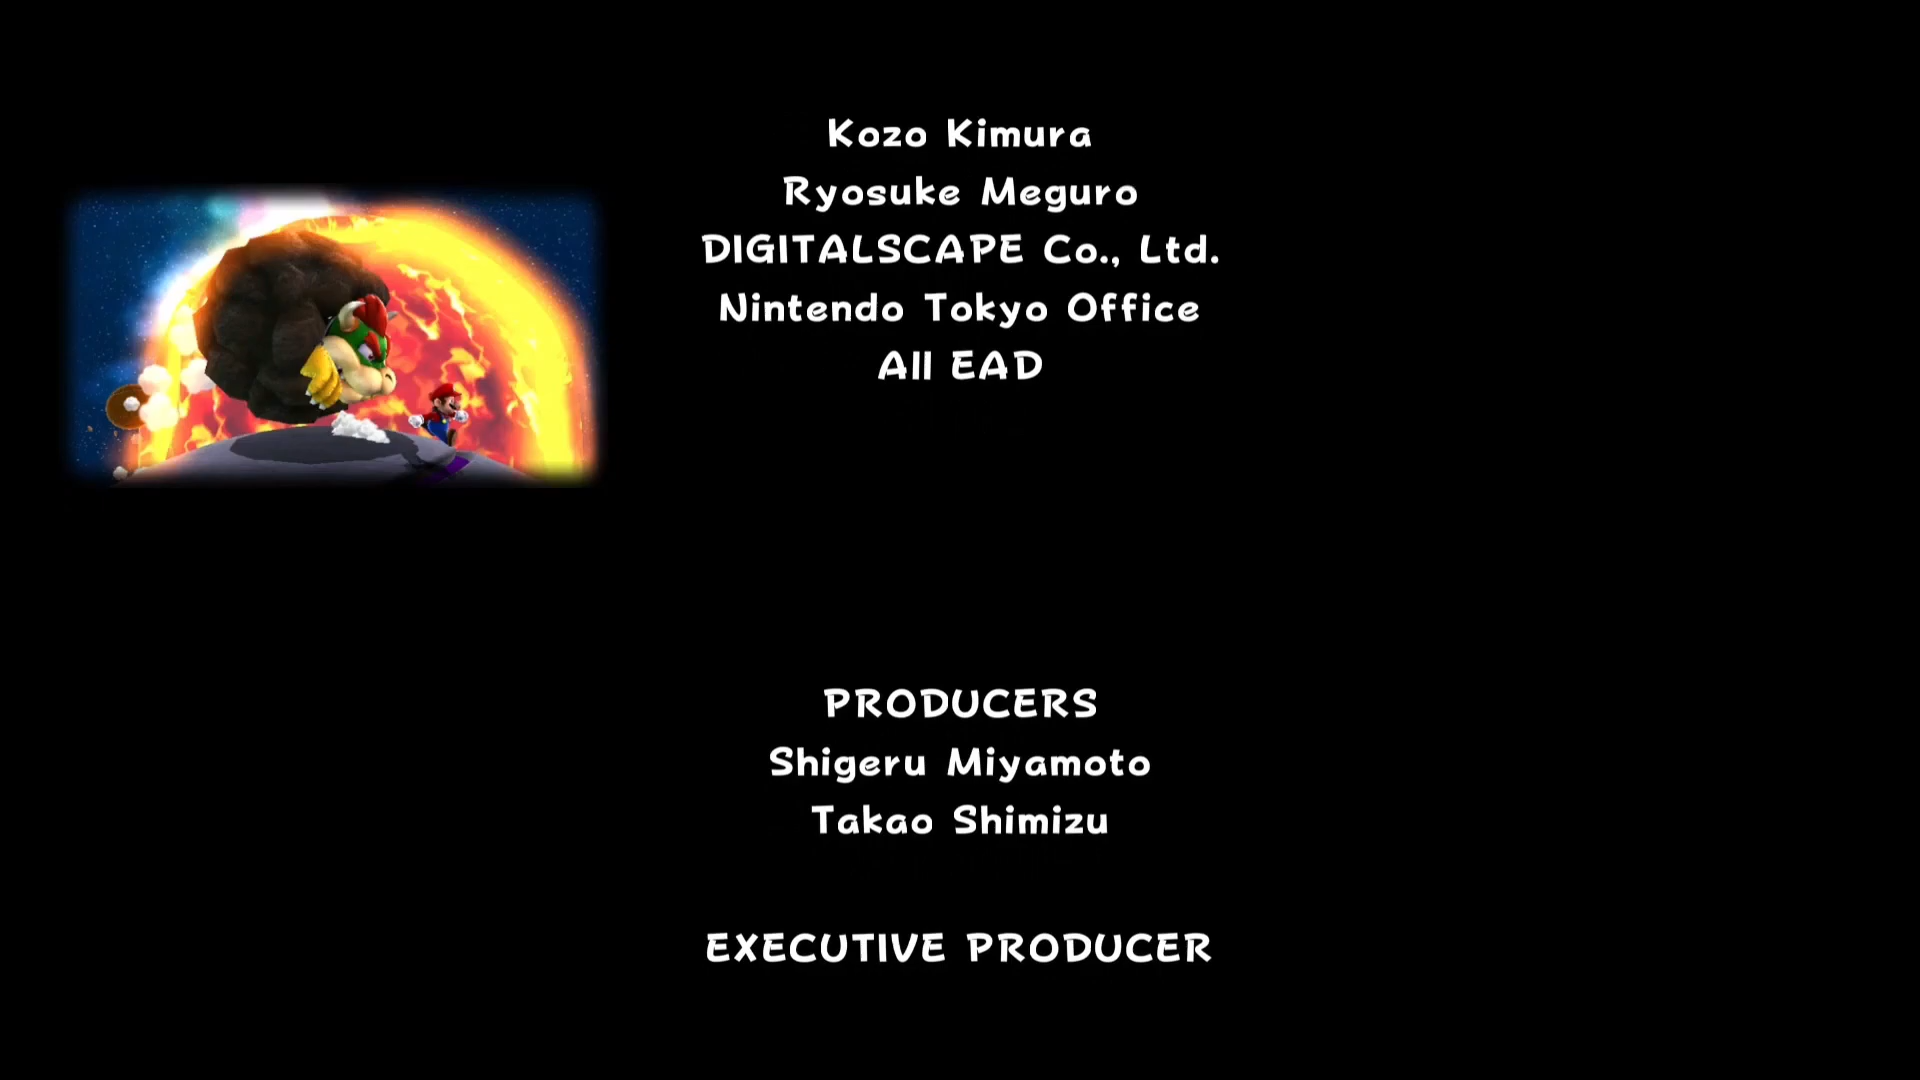 Kozo Kimura
Ryosuke Meguro
DIGITALSCAPE Co., Ltd.
Nintendo Tokyo Office
All EAD
PRODUCERS
Shigeru Miyamoto
Takao Shimizu
EXECUTIVE PRODUCER